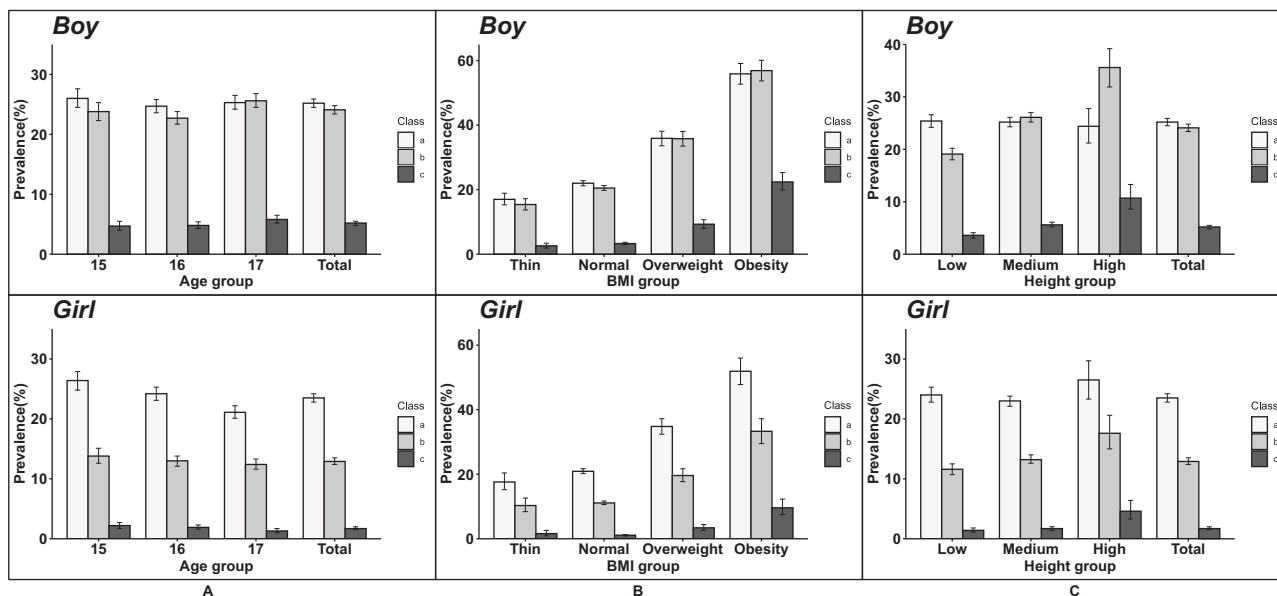 Boy
Prevalence(%)
30
20
10
0
15 16 17 Total
Age group
Class
a
b
c
Boy
Prevalence(%)
60
40
20
0
Thin Normal Overweight Obesity
BMI group
Class
a
b
c
Boy
Prevalence(%)
40
30
20
10
0
Low Medium High Total
Height group
Class
a
b
c
Girl
Prevalence(%)
30
20
10
0
15 16 17 Total
Age group
Class
a
b
c
A
Girl
Prevalence(%)
60
40
20
0
Thin Normal Overweight Obesity
BMI group
Class
a
b
c
B
Girl
Prevalence(%)
30
20
10
0
Low Medium High Total
Height group
Class
a
b
c
C